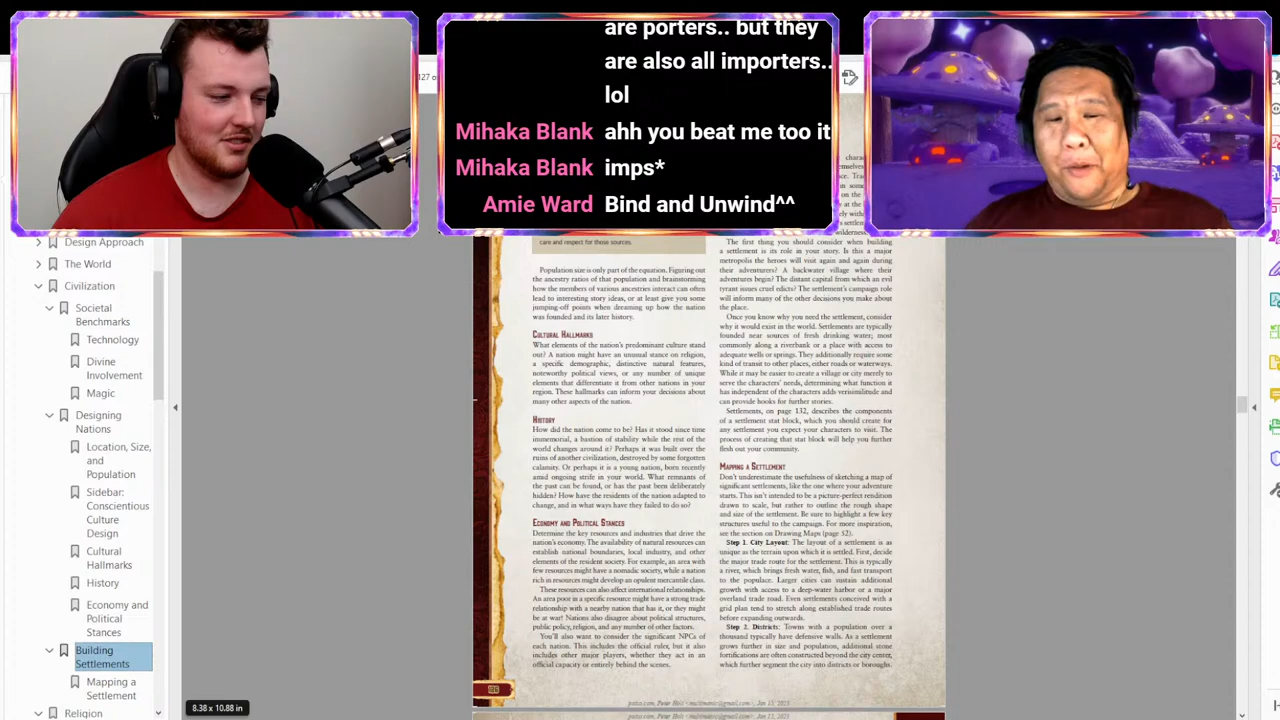 are porters.. but they
are also all importers..
lol
Mihaka Blank ahh you beat me too it
Mihaka Blank imps*
Amie Ward Bind and Unwind^^
127 o
Design Approach
The World
Civilization
Societal
Benchmarks
Technology
Divine
Involvement
Magic
Designing
Nations
Location, Size,
and
Population
Sidebar:
Conscientious
Culture
Design
Cultural
Hallmarks
History
Economy and
Political
Stances
Building
Settlements
Mapping a
Settlement
Religion
8.38 x 10.88 in
care and respect for those sources.
Population size is only part of the equation. Figuring out
the ancestry ratios of that population and brainstorming
how the members of various ancestries interact can often
lead to interesting story ideas, or at least give you some
jumping-off points when dreaming up how the nation
was founded and its later history.
Cultural Hallmarks
What elements of the nation's predominant culture stand
out? A nation might have an unusual stance on religion,
a specific demographic, distinctive natural features,
noteworthy political views, or any number of unique
elements that differentiate it from other nations in your
region. These hallmarks can inform your decisions about
many other aspects of the nation.
History
How did the nation come to be? Has it stood since time
immemorial, a bastion of stability while the rest of the
world changes around it? Perhaps it was built over the
ruins of another civilization, destroyed by some forgotten
calamity. Or perhaps it is a young nation, born recently
amid ongoing strife in your world. What remnants of
the past can be found, or has the past been deliberately
hidden? How have the residents of the nation adapted to
change, and in what ways have they failed to do so?
Economy and Political Stances
Determine the key resources and industries that drive the
nation's economy. The availability of natural resources can
establish national boundaries, local industry, and other
elements of the resident society. For example, an area with
few resources might have a nomadic society, while a nation
rich in resources might develop an opulent mercantile class.
These resources can also affect international relationships.
An area poor in a specific resource might have a strong trade
relationship with a nearby nation that has it, or they might
be at war! Nations also disagree about political structures,
public policy, religion, and any number of other factors.
You'll also want to consider the significant NPCs of
each nation. This includes the official ruler, but it also
includes other major players, whether they act in an
official capacity or entirely behind the scenes.
The first thing you should consider when building
a settlement is its role in your story. Is this a major
metropolis the heroes will visit again and again during
their adventures? A backwater village where their
adventures begin? The distant capital from which an evil
tyrant issues cruel edicts? The settlement's campaign role
will inform many of the other decisions you make about
the place.
Once you know why you need the settlement, consider
why it would exist in the world. Settlements are typically
founded near sources of fresh drinking water; most
commonly along a riverbank or a place with access to
adequate wells or springs. They additionally require some
kind of transit to other places, either roads or waterways.
While it may be easier to create a village or city merely to
serve the characters' needs, determining what function it
has independent of the characters adds verisimilitude and
can provide hooks for further stories.
Settlements, on page 132, describes the components
of a settlement stat block, which you should create for
any settlement you expect your characters to visit. The
process of creating that stat block will help you further
flesh out your community.
Mapping a Settlement
Don't underestimate the usefulness of sketching a map of
significant settlements, like the one where your adventure
starts. This isn't intended to be a picture-perfect rendition
drawn to scale, but rather to outline the rough shape
and size of the settlement. Be sure to highlight a few key
structures useful to the campaign. For more inspiration,
see the section on Drawing Maps (page 52).
Step 1. City Layout: The layout of a settlement is as
unique as the terrain upon which it is settled. First, decide
the major trade route for the settlement. This is typically
a river, which brings fresh water, fish, and fast transport
to the populace. Larger cities can sustain additional
growth with access to a deep-water harbor or a major
overland trade road. Even settlements conceived with a
grid plan tend to stretch along established trade routes
before expanding outwards.
Step 2. Districts: Towns with a population over a
thousand typically have defensive walls. As a settlement
grows further in size and population, additional stone
fortifications are often constructed beyond the city center,
which further segment the city into districts or boroughs.